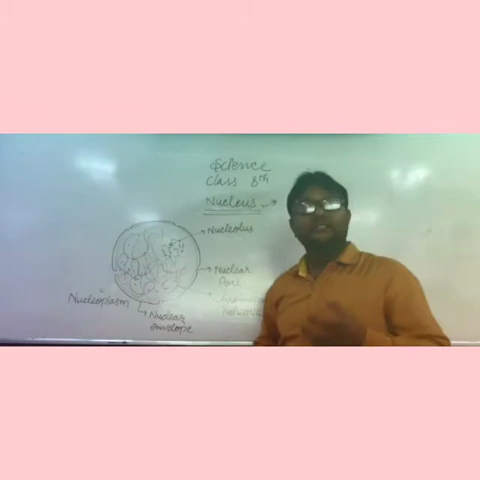 Science
Class 8th
Nucleus →
Nucleolus
Nuclear
Pore
Nucleoplasm
Nuclear
envelope